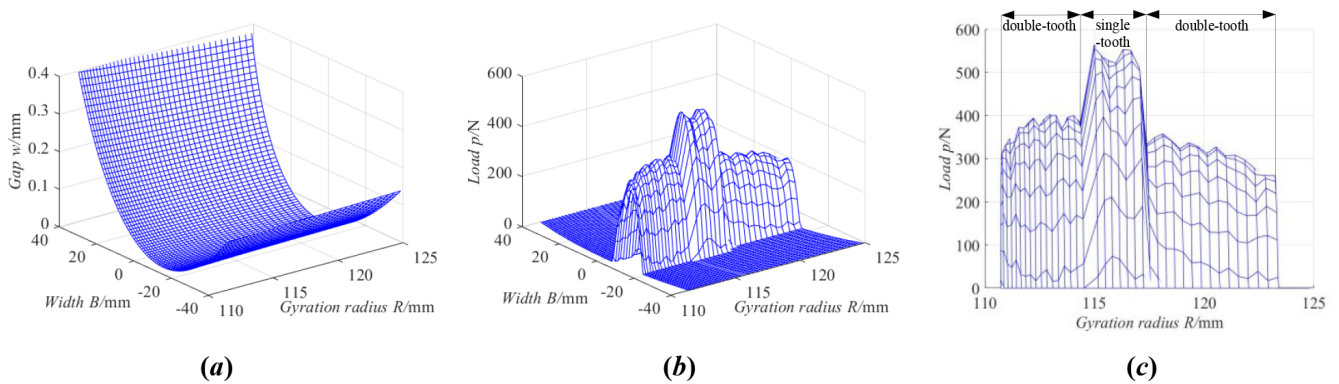 0.4
0.3
0.2
0.1
0
40
20
0
-20
-40
110
115
120
125
Gap w/mm
Width B/mm
Gyration radius R/mm
(a)
600
400
200
0
40
20
0
-20
-40
110
115
120
125
Load p/N
Width B/mm
Gyration radius R/mm
(b)
double-tooth
single
-tooth
double-tooth
600
500
400
300
200
100
0
110
115
120
125
Load p/N
Gyration radius R/mm
(c)